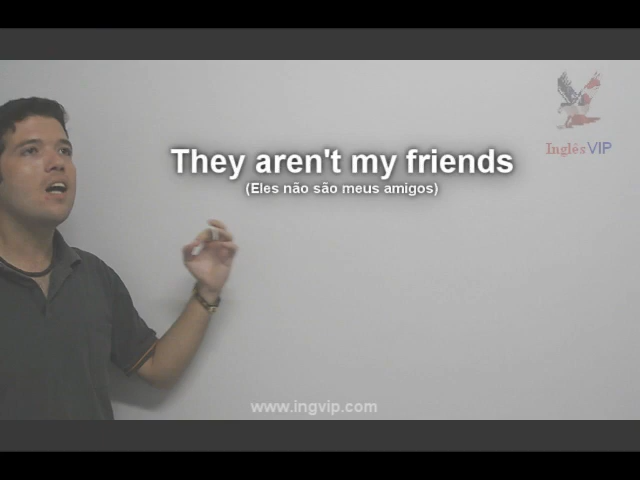 They aren't my friends
(Eles não são meus amigos)
Inglês VIP
www.ingvip.com